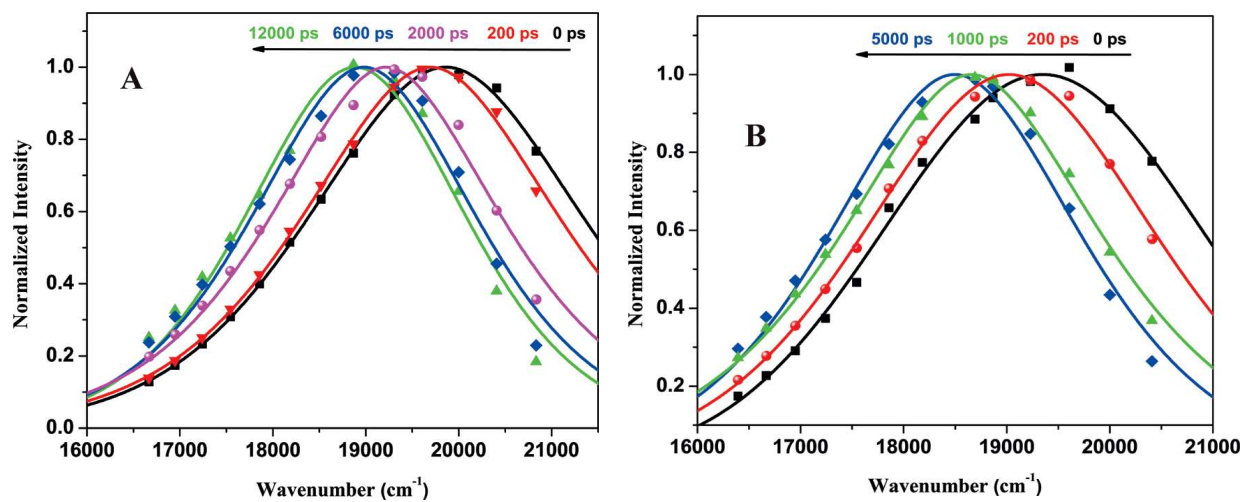 12000 ps 6000 ps 2000 ps 200 ps 0 ps
A
1.0
0.8
0.6
0.4
0.2
0.0
Normalized Intensity
16000 17000 18000 19000 20000 21000
Wavenumber (cm⁻¹)
5000 ps 1000 ps 200 ps 0 ps
B
1.0
0.8
0.6
0.4
0.2
Normalized Intensity
16000 17000 18000 19000 20000 21000
Wavenumber (cm⁻¹)